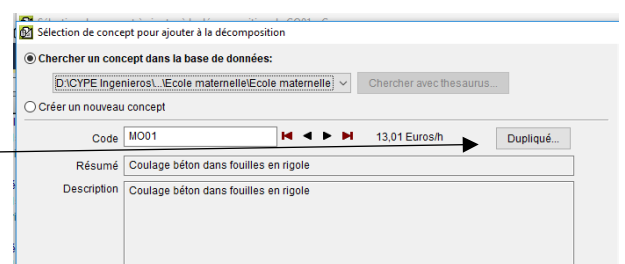 Sélection de concept pour ajouter à la décomposition
Chercher un concept dans la base de données:
D:\CYPE Ingenieros\...\Ecole maternelle\Ecole maternelle
Chercher avec thesaurus...
Créer un nouveau concept
Code MO01 13,01 Euros/h Dupliqué...
Résumé Coulage béton dans fouilles en rigole
Description Coulage béton dans fouilles en rigole